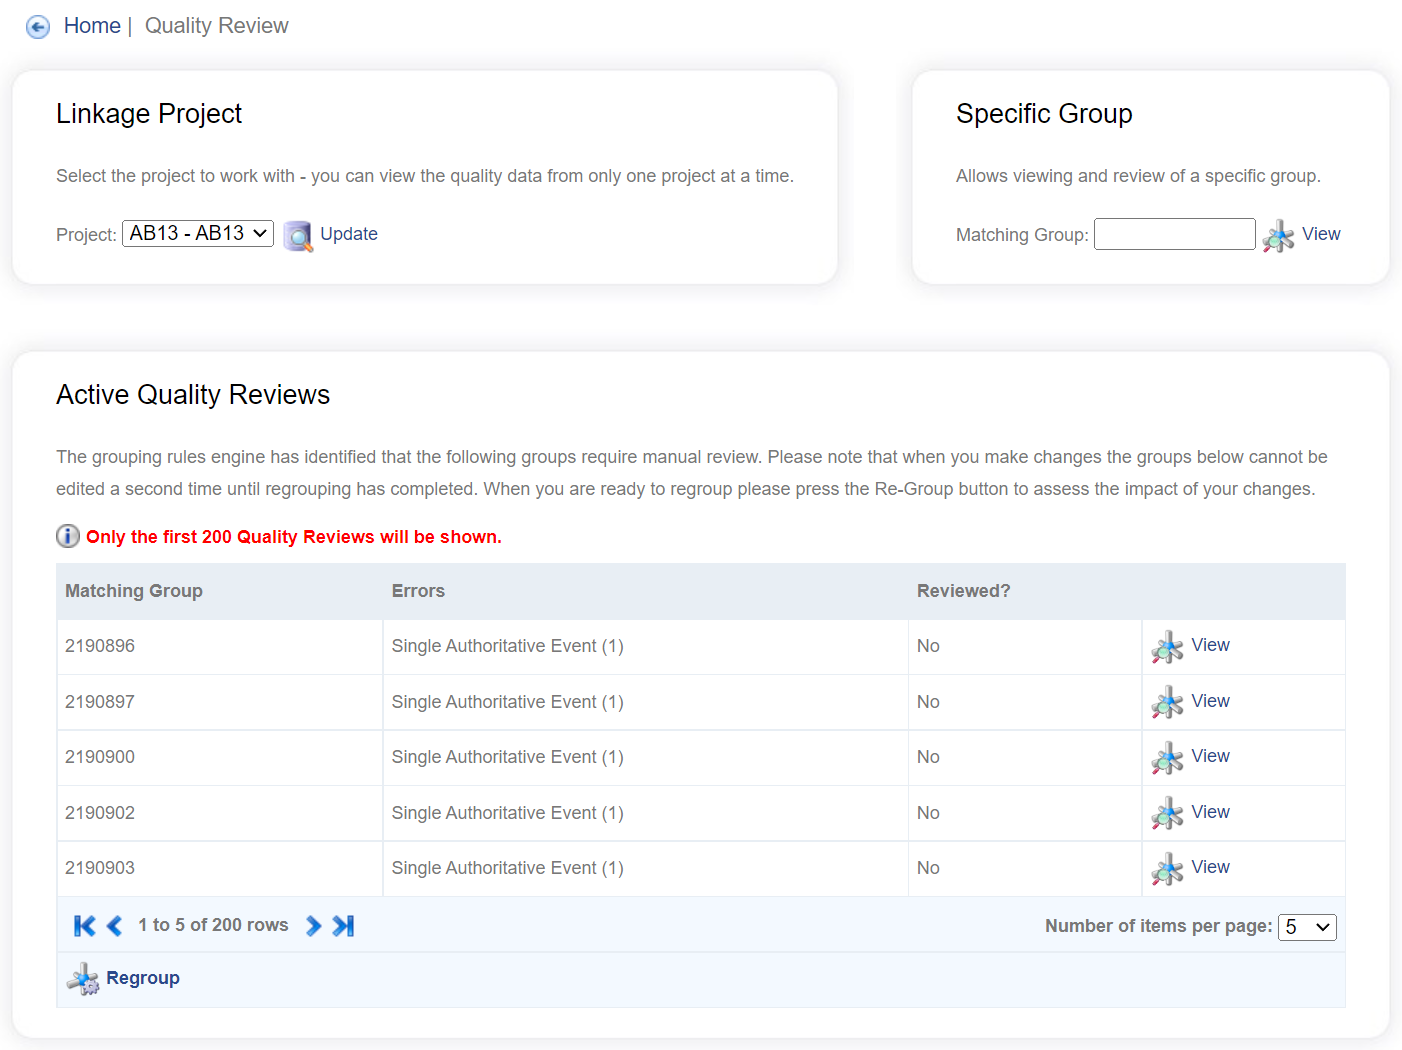 Home | Quality Review
Linkage Project
Select the project to work with - you can view the quality data from only one project at a time.
Project: AB13 - AB13 Update
Specific Group
Allows viewing and review of a specific group.
Matching Group: View
Active Quality Reviews
The grouping rules engine has identified that the following groups require manual review. Please note that when you make changes the groups below cannot be
edited a second time until regrouping has completed. When you are ready to regroup please press the Re-Group button to assess the impact of your changes.
Only the first 200 Quality Reviews will be shown.
Matching Group Errors Reviewed?
2190896 Single Authoritative Event (1) No View
2190897 Single Authoritative Event (1) No View
2190900 Single Authoritative Event (1) No View
2190902 Single Authoritative Event (1) No View
2190903 Single Authoritative Event (1) No View
1 to 5 of 200 rows Number of items per page: 5
Regroup